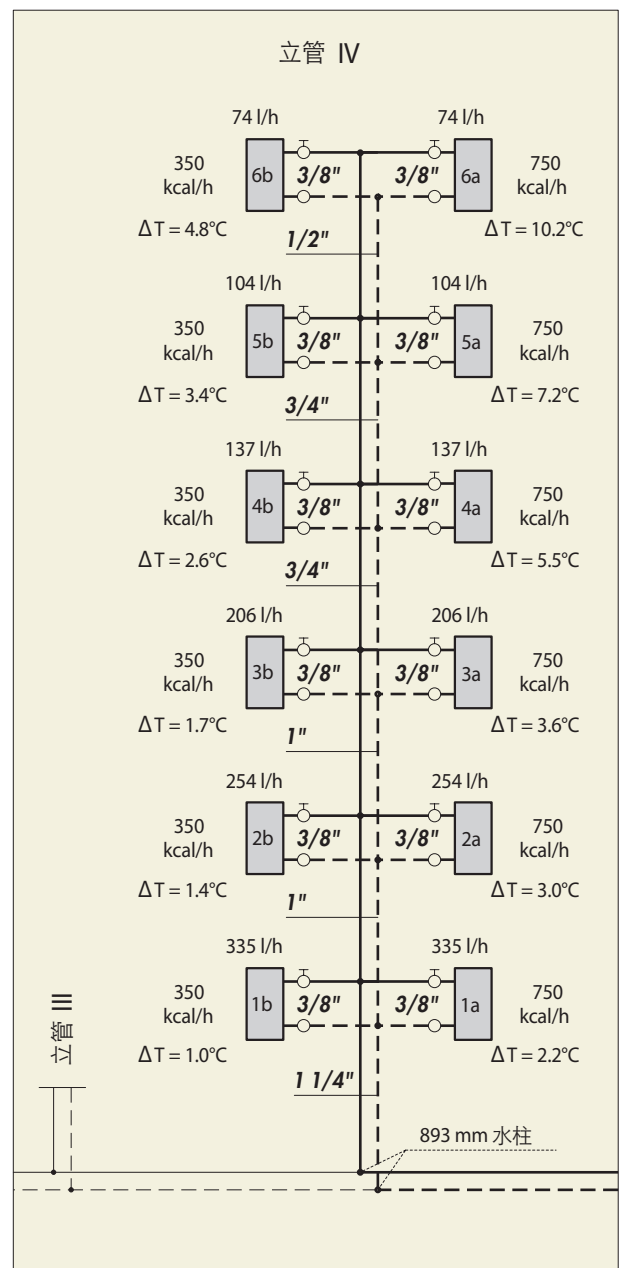 立管 IV
74 l/h
74 l/h
350
kcal/h
6b
3/8"
3/8"
6a
750
kcal/h
ΔT = 4.8°C
ΔT = 10.2°C
1/2"
104 l/h
104 l/h
350
kcal/h
5b
3/8"
3/8"
5a
750
kcal/h
ΔT = 3.4°C
ΔT = 7.2°C
3/4"
137 l/h
137 l/h
350
kcal/h
4b
3/8"
3/8"
4a
750
kcal/h
ΔT = 2.6°C
ΔT = 5.5°C
3/4"
206 l/h
206 l/h
350
kcal/h
3b
3/8"
3/8"
3a
750
kcal/h
ΔT = 1.7°C
ΔT = 3.6°C
1"
254 l/h
254 l/h
350
kcal/h
2b
3/8"
3/8"
2a
750
kcal/h
ΔT = 1.4°C
ΔT = 3.0°C
1"
335 l/h
335 l/h
350
kcal/h
1b
3/8"
3/8"
1a
750
kcal/h
ΔT = 1.0°C
ΔT = 2.2°C
立管 III
1 1/4"
893 mm 水柱